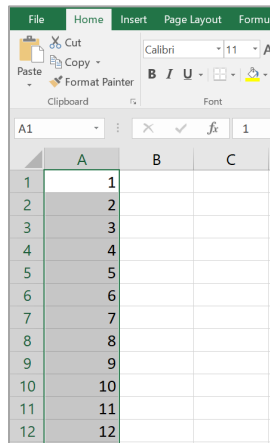 File Home Insert Page Layout Formu
Cut
Copy
Format Painter
Paste
Clipboard
Calibri 11 A
B I U
Font
A1 fx 1
A B C
1 1
2 2
3 3
4 4
5 5
6 6
7 7
8 8
9 9
10 10
11 11
12 12